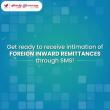 Get ready to receive intimation of
FOREIGN INWARD REMITTANCES
through SMS!